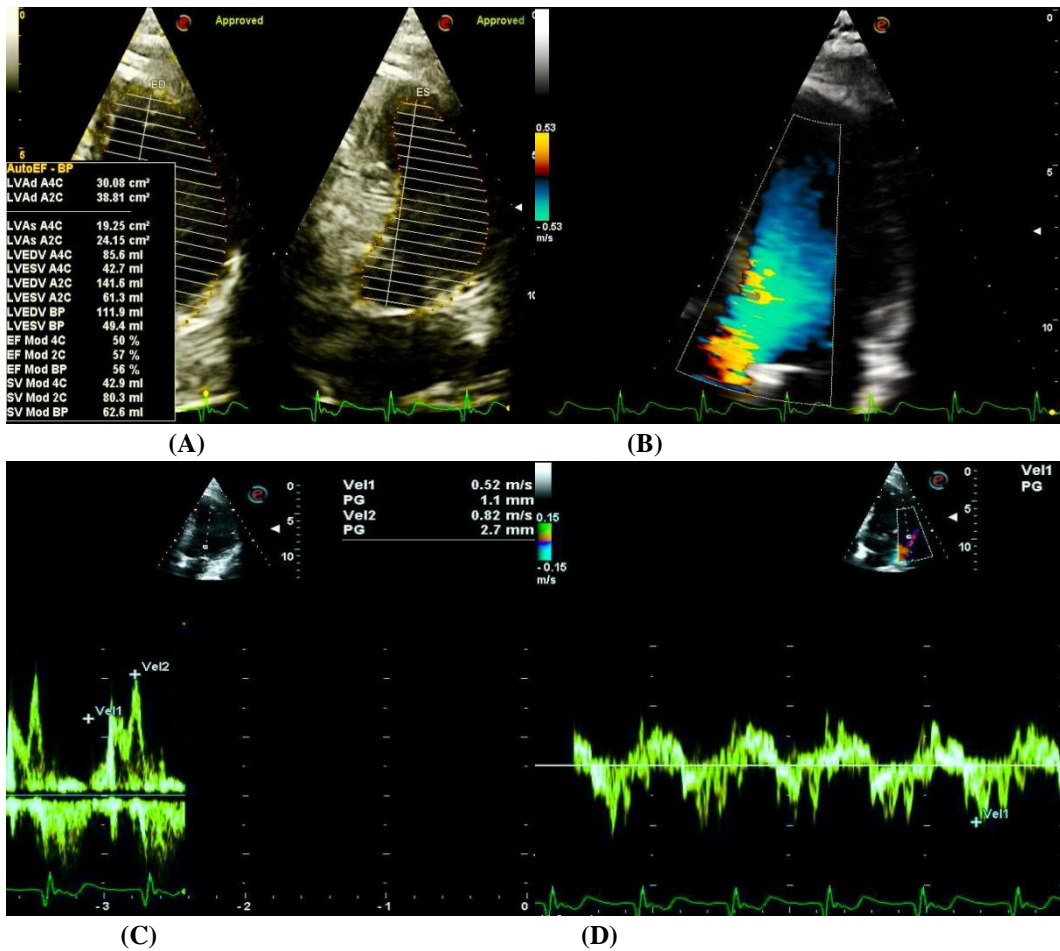 0
Approved
Approved
ED
ES
5
10
AutoEF - BP
LVAd A4C 30.08 cm²
LVAd A2C 38.81 cm²
LVAs A4C 19.25 cm²
LVAs A2C 24.15 cm²
LVEDV A4C 85.6 ml
LVESV A4C 42.7 ml
LVEDV A2C 141.6 ml
LVESV A2C 61.3 ml
LVEDV BP 111.9 ml
LVESV BP 49.4 ml
EF Mod 4C 50 %
EF Mod 2C 57 %
EF Mod BP 56 %
SV Mod 4C 42.9 ml
SV Mod 2C 80.3 ml
SV Mod BP 62.6 ml
0
5
10
0.53
- 0.53
m/s
(A) (B)
0
5
10
Vel1 0.52 m/s
PG 1.1 mm
Vel2 0.82 m/s
PG 2.7 mm
Vel2
Vel1
-3 -2 -1 0
0.15
- 0.15
m/s
0
5
10
Vel1
PG
Vel1
(C) (D)